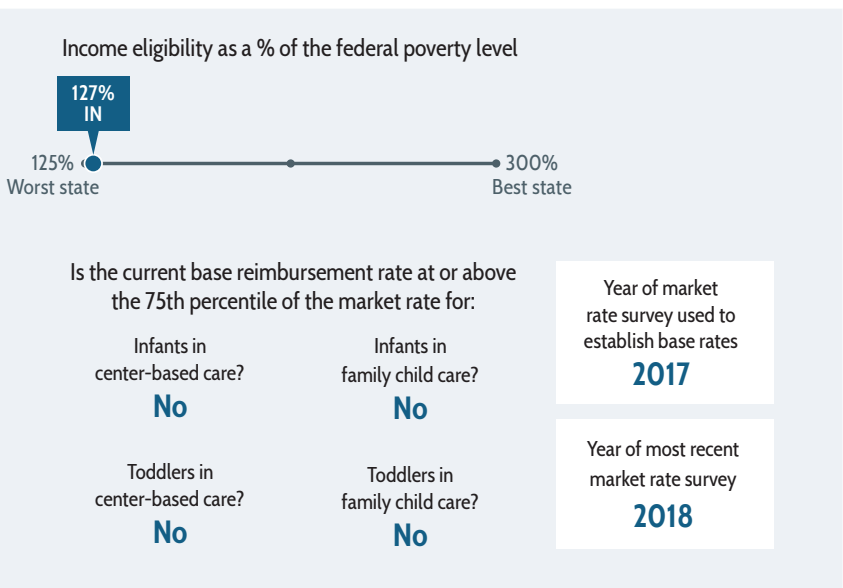 Income eligibility as a % of the federal poverty level
127%
IN
125%
Worst state
300%
Best state
Is the current base reimbursement rate at or above
the 75th percentile of the market rate for:
Infants in
center-based care?
No
Infants in
family child care?
No
Toddlers in
center-based care?
No
Toddlers in
family child care?
No
Year of market
rate survey used to
establish base rates
2017
Year of most recent
market rate survey
2018